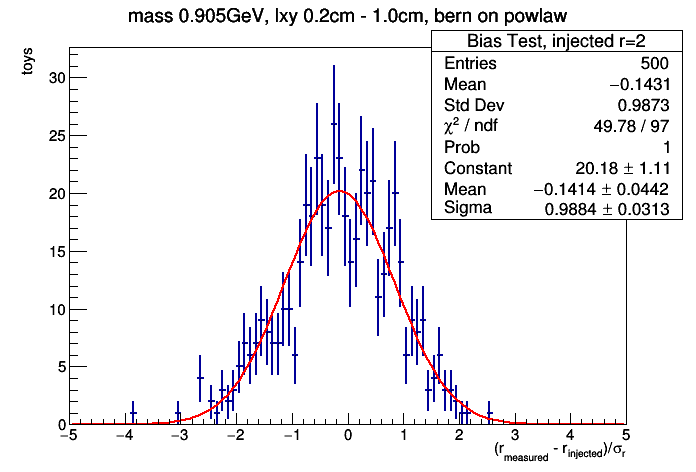 mass 0.905GeV, lxy 0.2cm - 1.0cm, bern on powlaw
toys
Bias Test, injected r=2
Entries 500
Mean −0.1431
Std Dev 0.9873
χ² / ndf 49.78 / 97
Prob 1
Constant 20.18 ± 1.11
Mean −0.1414 ± 0.0442
Sigma 0.9884 ± 0.0313
30
25
20
15
10
5
0
−5 −4 −3 −2 −1 0 1 2 3 4 5
(r_measured - r_injected)/σ_r